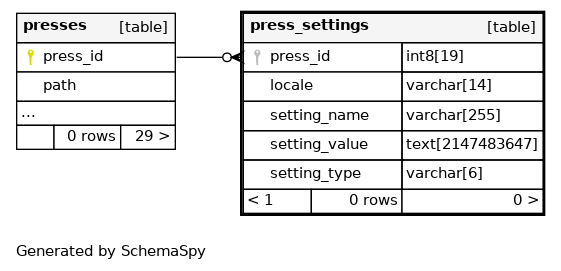 presses [table]
press_id
path
...
0 rows 29 >
press_settings [table]
press_id int8[19]
locale varchar[14]
setting_name varchar[255]
setting_value text[2147483647]
setting_type varchar[6]
< 1 0 rows 0 >
Generated by SchemaSpy